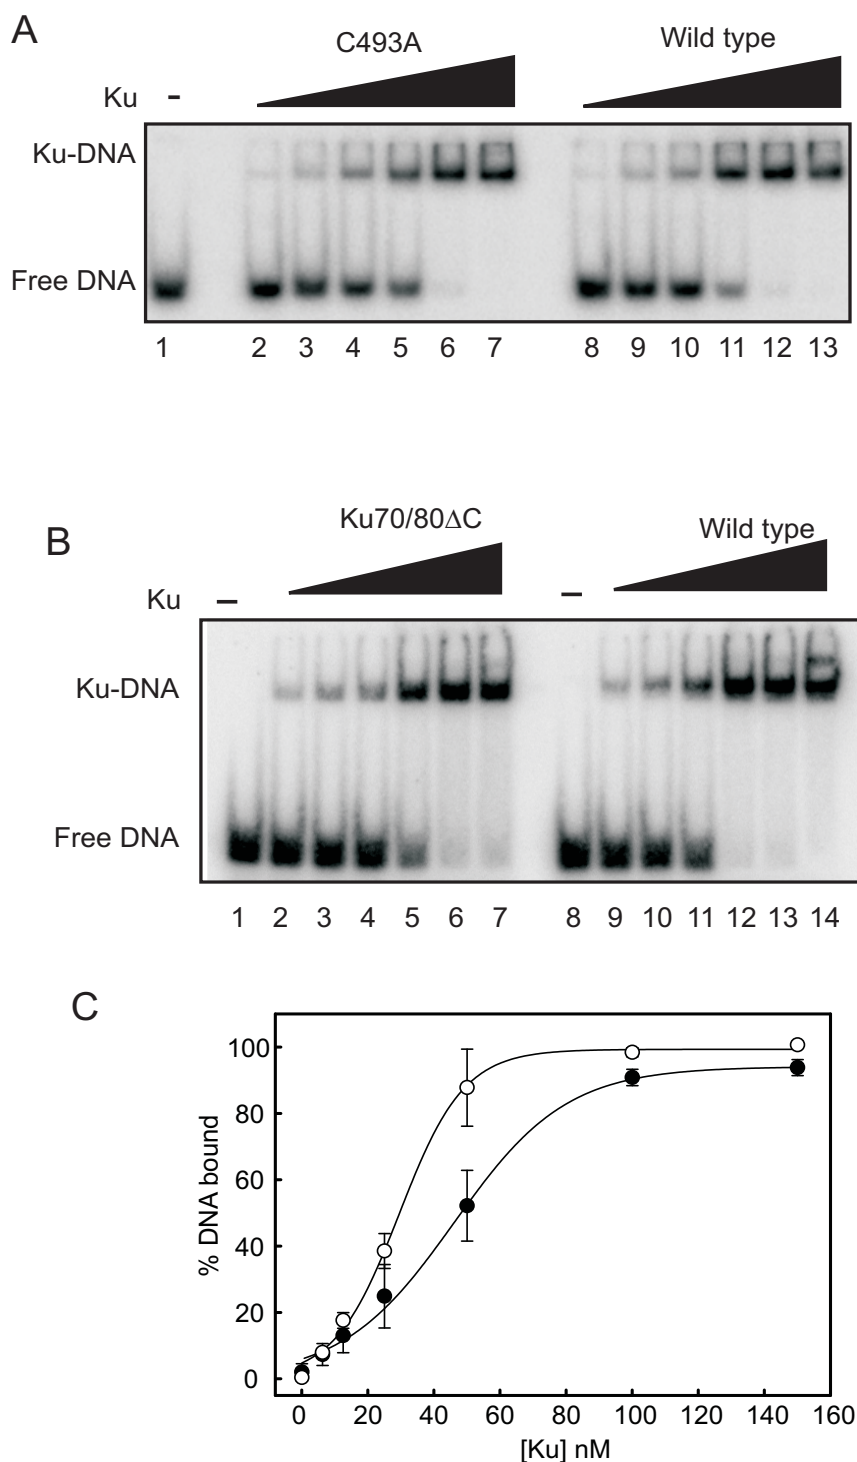 A
C493A
Wild type
Ku
-
Ku-DNA
Free DNA
1 2 3 4 5 6 7 8 9 10 11 12 13
B
Ku70/80ΔC
Wild type
Ku
–
–
Ku-DNA
Free DNA
1 2 3 4 5 6 7 8 9 10 11 12 13 14
C
100
80
60
40
20
0
% DNA bound
0 20 40 60 80 100 120 140 160
[Ku] nM